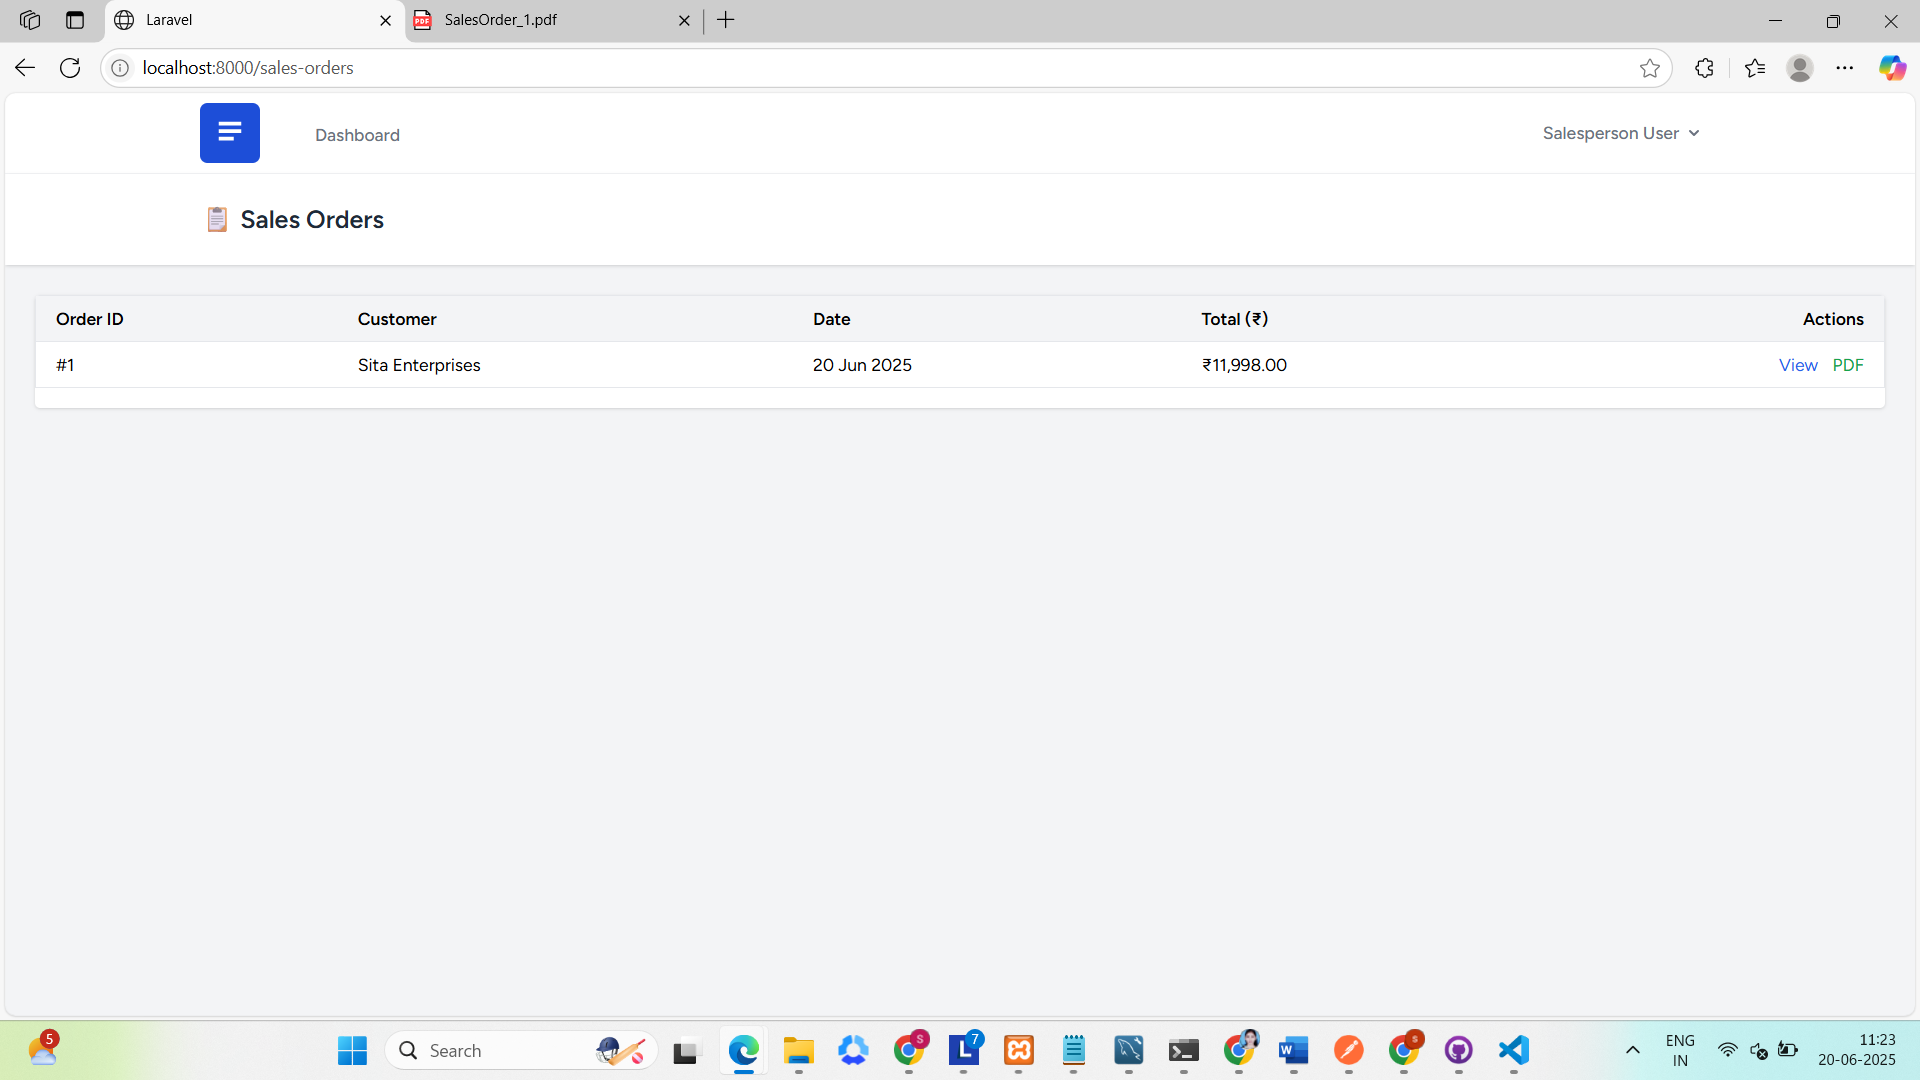 Laravel
SalesOrder_1.pdf
localhost:8000/sales-orders
Dashboard
Salesperson User
Sales Orders
Order ID Customer Date Total (₹) Actions
#1 Sita Enterprises 20 Jun 2025 ₹11,998.00 View PDF
5
Search
S
L 7
W
s
ENG
IN
11:23
20-06-2025